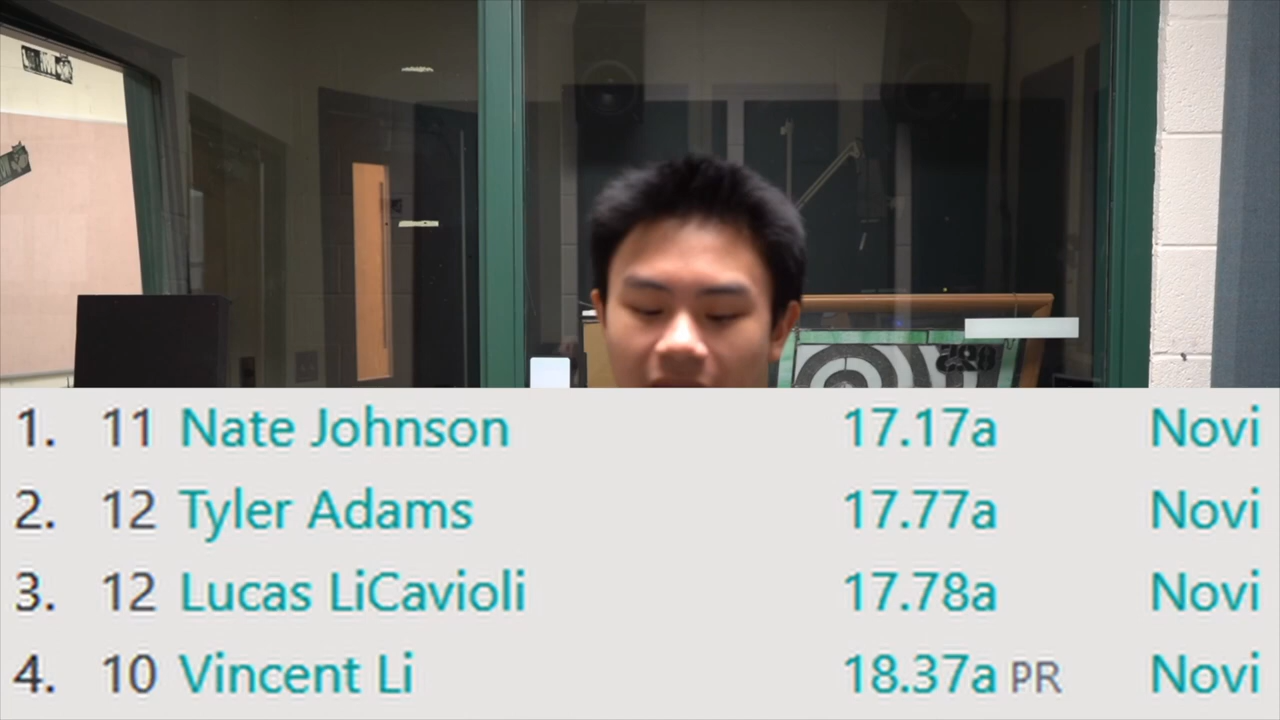 1. 11 Nate Johnson 17.17a Novi
2. 12 Tyler Adams 17.77a Novi
3. 12 Lucas LiCavioli 17.78a Novi
4. 10 Vincent Li 18.37a PR Novi